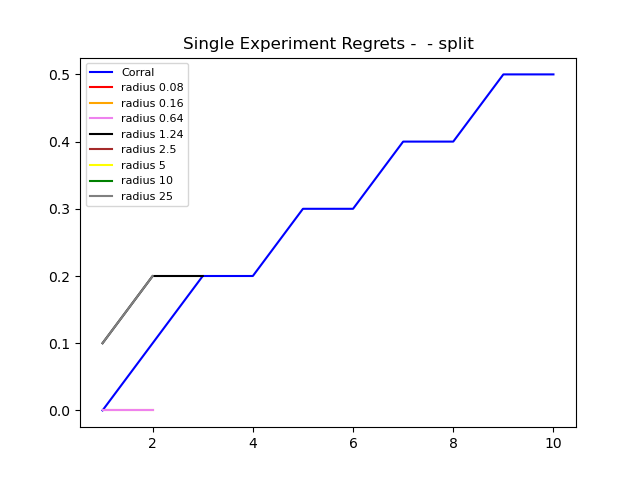 Single Experiment Regrets -  - split
Corral
radius 0.08
radius 0.16
radius 0.64
radius 1.24
radius 2.5
radius 5
radius 10
radius 25
0.5
0.4
0.3
0.2
0.1
0.0
2 4 6 8 10